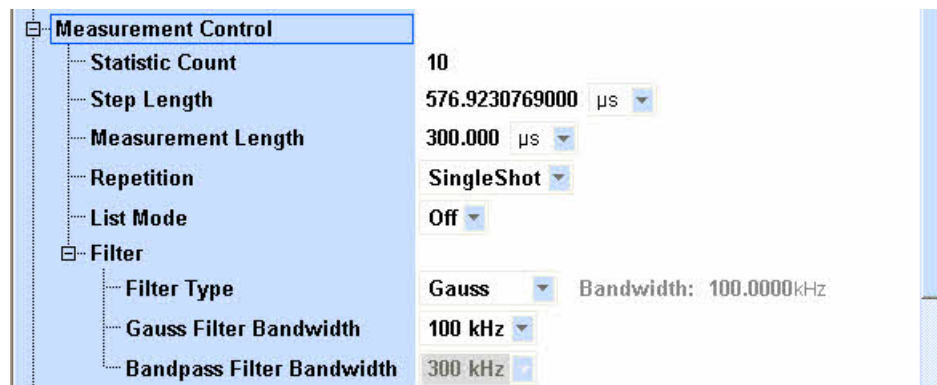 Measurement Control
Statistic Count 10
Step Length 576.9230769000 µs
Measurement Length 300.000 µs
Repetition SingleShot
List Mode Off
Filter
Filter Type Gauss Bandwidth: 100.0000kHz
Gauss Filter Bandwidth 100 kHz
Bandpass Filter Bandwidth 300 kHz